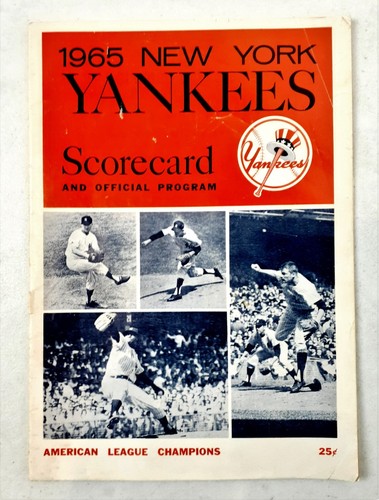 1965 NEW YORK
YANKEES
Scorecard
AND OFFICIAL PROGRAM
Yankees
AMERICAN LEAGUE CHAMPIONS 25¢